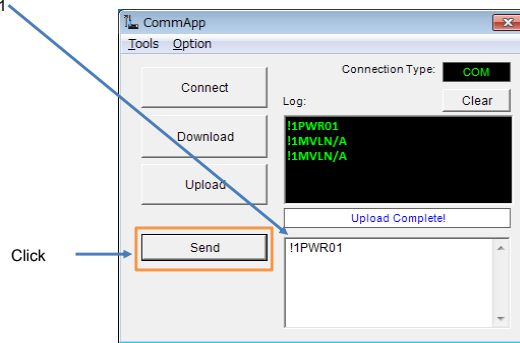 1
CommApp
Tools Option
Connection Type: COM
Connect
Log: Clear
!1PWR01
!1MVLN/A
!1MVLN/A
Download
Upload
Upload Complete!
Send
!1PWR01
Click